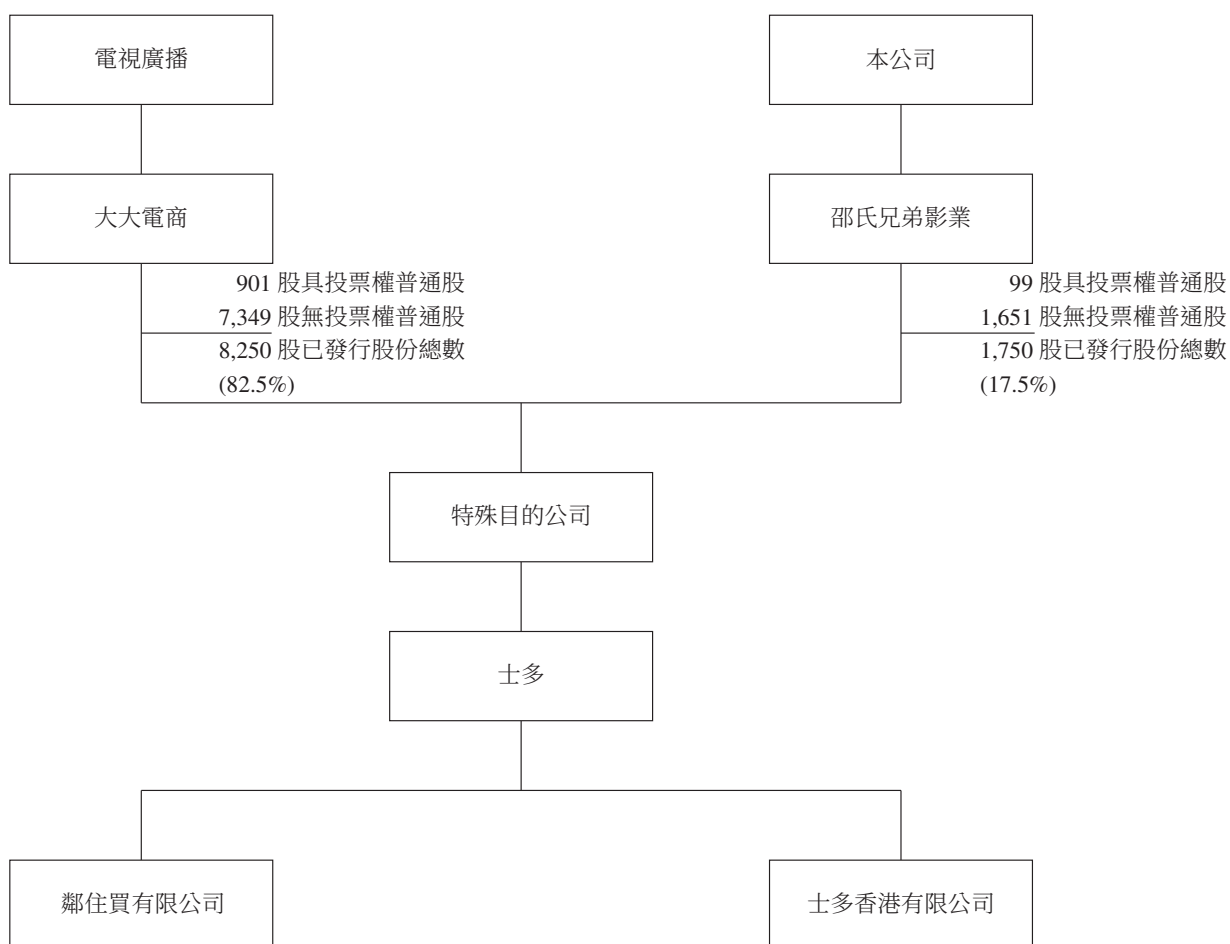 電視廣播
本公司
大大電商
邵氏兄弟影業
901 股具投票權普通股
7,349 股無投票權普通股
8,250 股已發行股份總數
(82.5%)
99 股具投票權普通股
1,651 股無投票權普通股
1,750 股已發行股份總數
(17.5%)
特殊目的公司
士多
鄰住買有限公司
士多香港有限公司